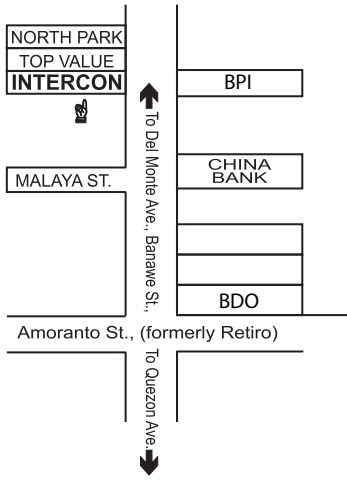 NORTH PARK
TOP VALUE
INTERCON
BPI
CHINA
BANK
MALAYA ST.
To Del Monte Ave., Banawe St.,
BDO
Amoranto St., (formerly Retiro)
To Quezon Ave.